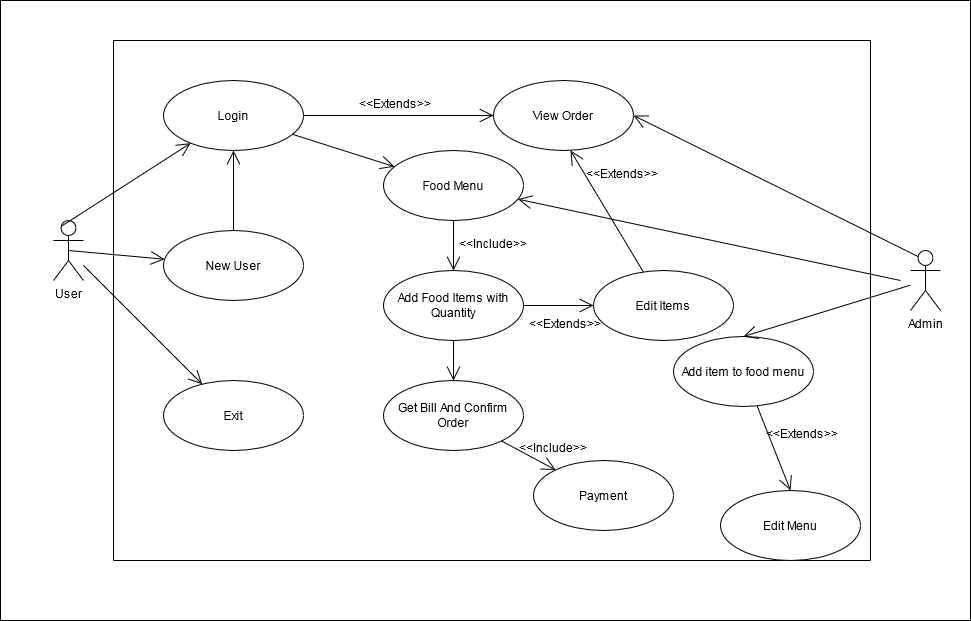 <<Extends>>
Login
View Order
<<Extends>>
Food Menu
<<Include>>
New User
User
Add Food Items with
Quantity
Edit Items
<<Extends>>
Admin
Add item to food menu
Get Bill And Confirm
Order
Exit
<<Extends>>
<<Include>>
Payment
Edit Menu